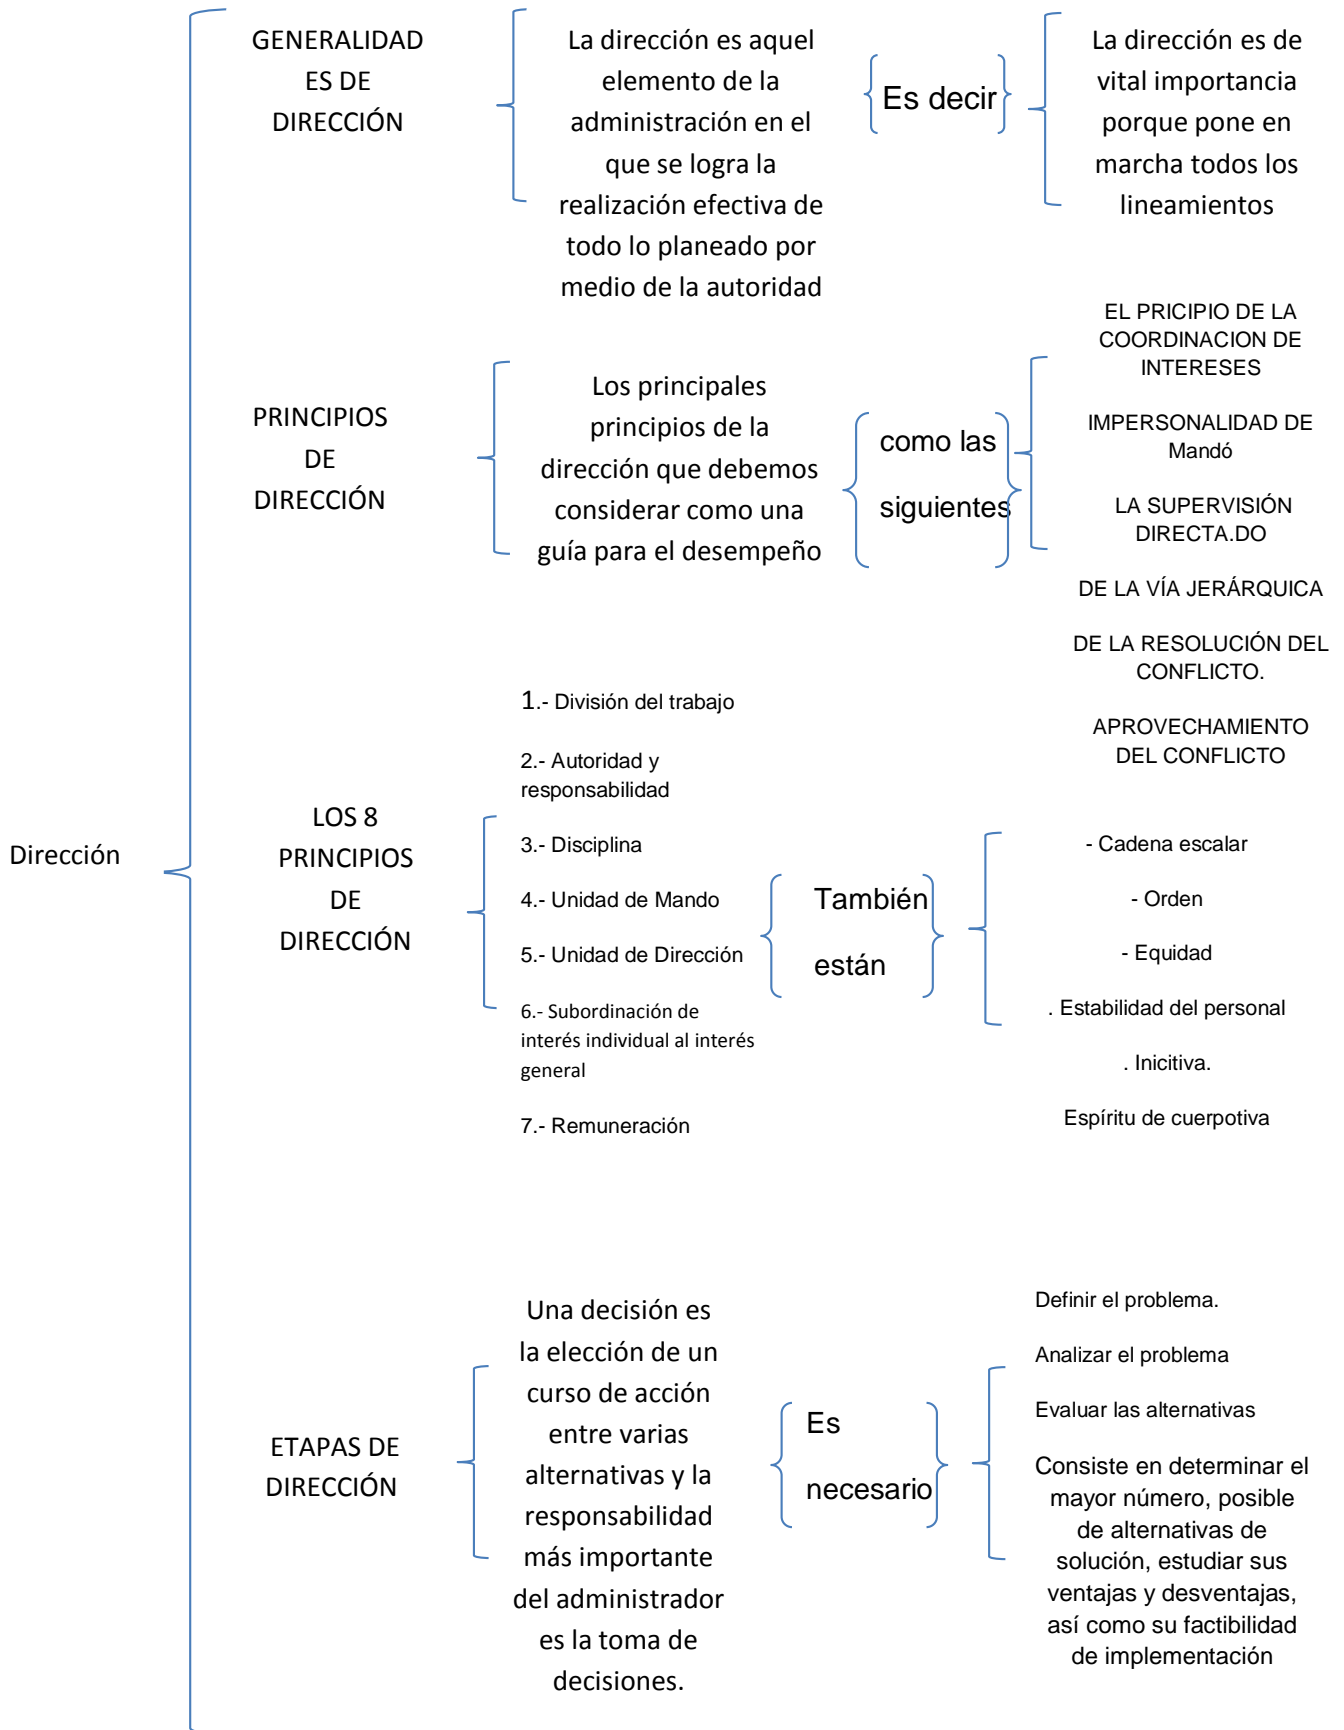 Dirección
GENERALIDAD
ES DE
DIRECCIÓN
La dirección es aquel
elemento de la
administración en el
que se logra la
realización efectiva de
todo lo planeado por
medio de la autoridad
Es decir
La dirección es de
vital importancia
porque pone en
marcha todos los
lineamientos
PRINCIPIOS
DE
DIRECCIÓN
Los principales
principios de la
dirección que debemos
considerar como una
guía para el desempeño
como las
siguientes
EL PRICIPIO DE LA
COORDINACION DE
INTERESES
IMPERSONALIDAD DE
Mandó
LA SUPERVISIÓN
DIRECTA.DO
DE LA VÍA JERÁRQUICA
DE LA RESOLUCIÓN DEL
CONFLICTO.
APROVECHAMIENTO
DEL CONFLICTO
LOS 8
PRINCIPIOS
DE
DIRECCIÓN
1.- División del trabajo
2.- Autoridad y
responsabilidad
3.- Disciplina
4.- Unidad de Mando
5.- Unidad de Dirección
6.- Subordinación de
interés individual al interés
general
7.- Remuneración
También
están
- Cadena escalar
- Orden
- Equidad
. Estabilidad del personal
. Inicitiva.
Espíritu de cuerpotiva
ETAPAS DE
DIRECCIÓN
Una decisión es
la elección de un
curso de acción
entre varias
alternativas y la
responsabilidad
más importante
del administrador
es la toma de
decisiones.
Es
necesario
Definir el problema.
Analizar el problema
Evaluar las alternativas
Consiste en determinar el
mayor número, posible
de alternativas de
solución, estudiar sus
ventajas y desventajas,
así como su factibilidad
de implementación